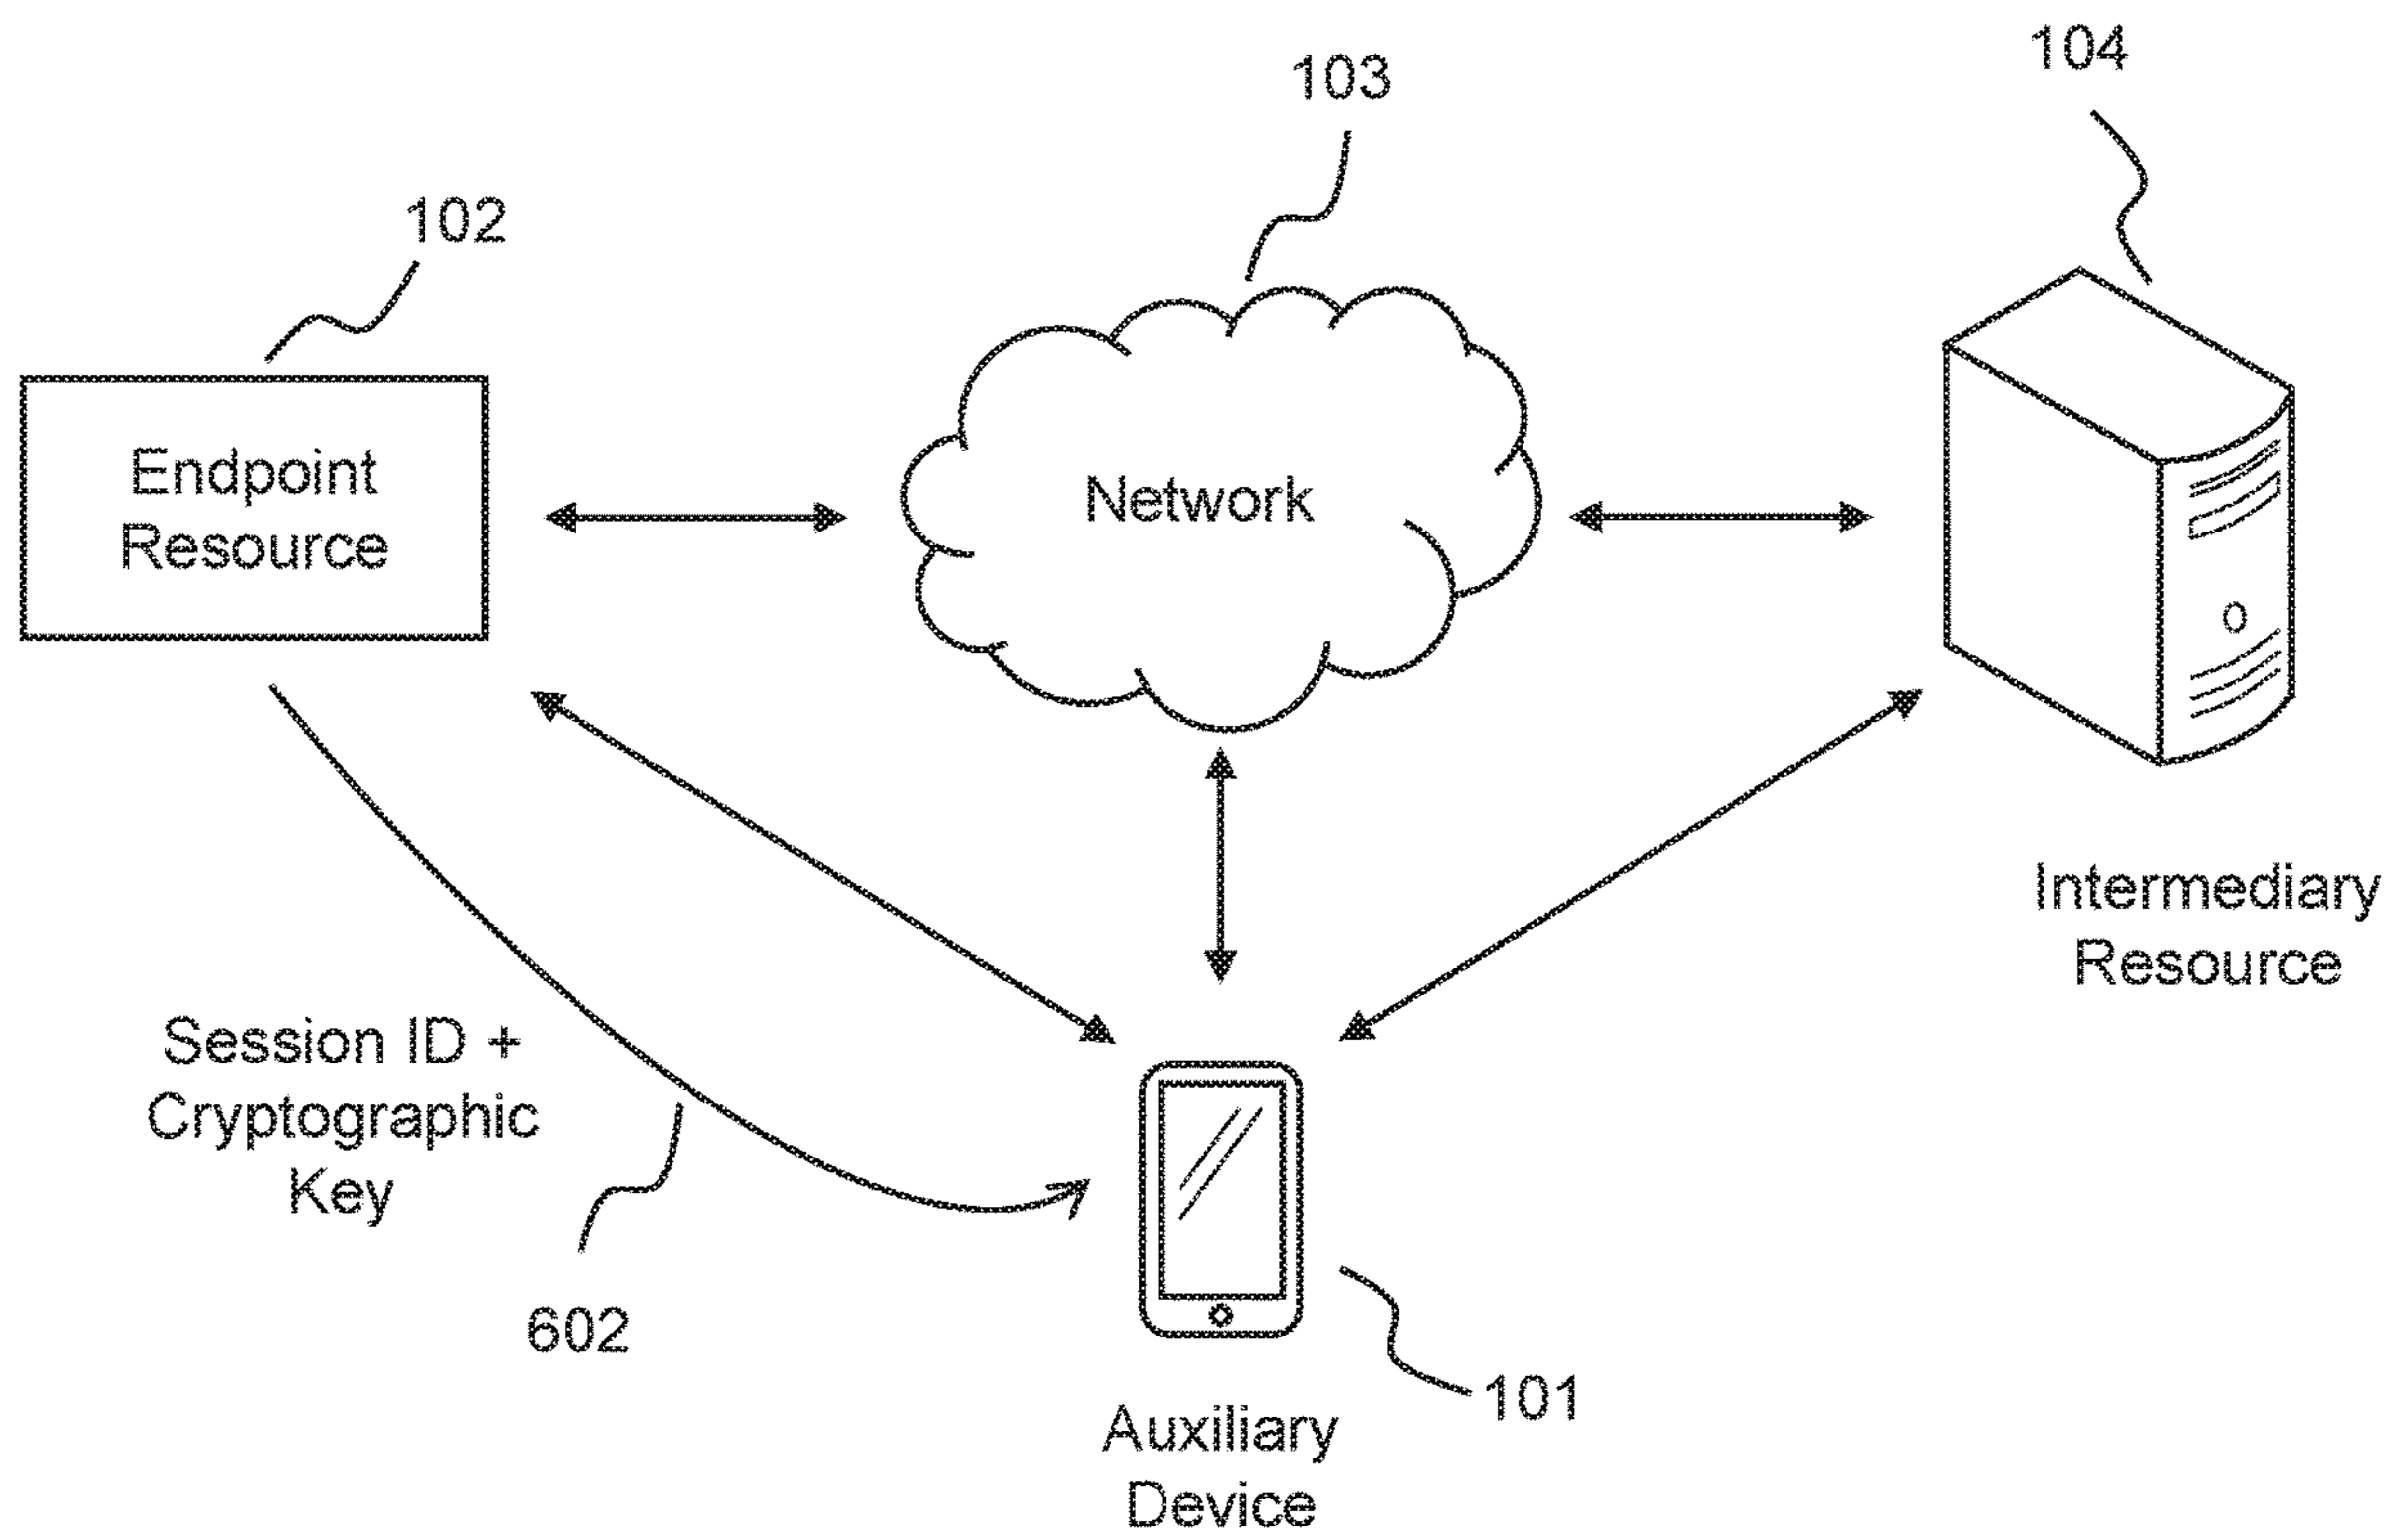 104
103
102
Endpoint
Resource
Network
Intermediary
Resource
Session ID +
Cryptographic
Key
602
101
Auxiliary
Device